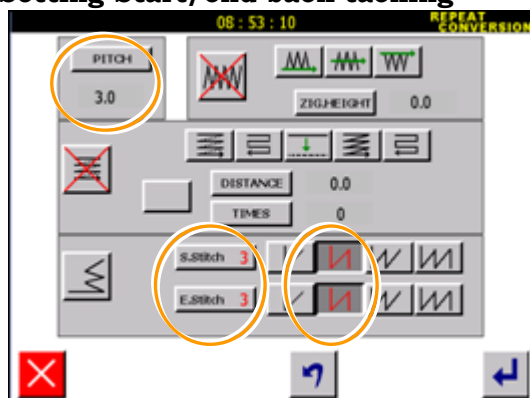 Setting Start/end back tacking
08 : 53 : 10
REPEAT
CONVERSION
PITCH
3.0
ZIG.HEIGHT 0.0
DISTANCE 0.0
TIMES 0
S.Stitch 3
E.Stitch 3